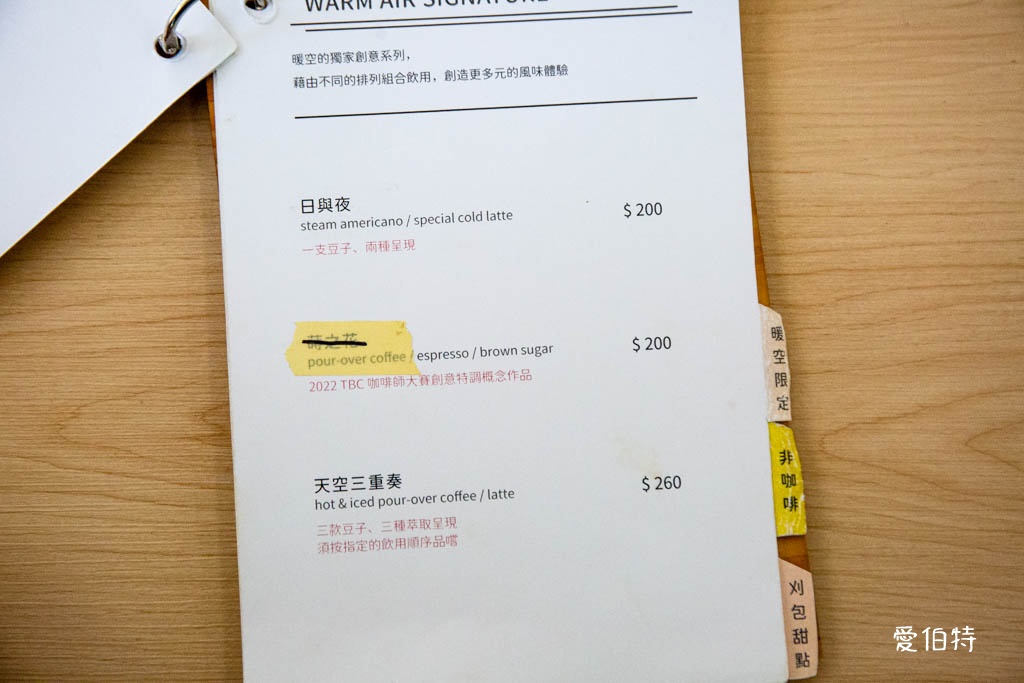 WARM AIR SIGNATURE
暖空的獨家創意系列，
藉由不同的排列組合飲用，創造更多元的風味體驗
日與夜
steam americano / special cold latte
$ 200
一支豆子、兩種呈現
之花
pour-over coffee / espresso / brown sugar
$ 200
2022 TBC 咖啡師大賽創意特調概念作品
天空三重奏
hot & iced pour-over coffee / latte
$ 260
三款豆子、三種萃取呈現
須按指定的飲用順序品嚐
暖空限定
非咖啡
刈包甜點
愛伯特